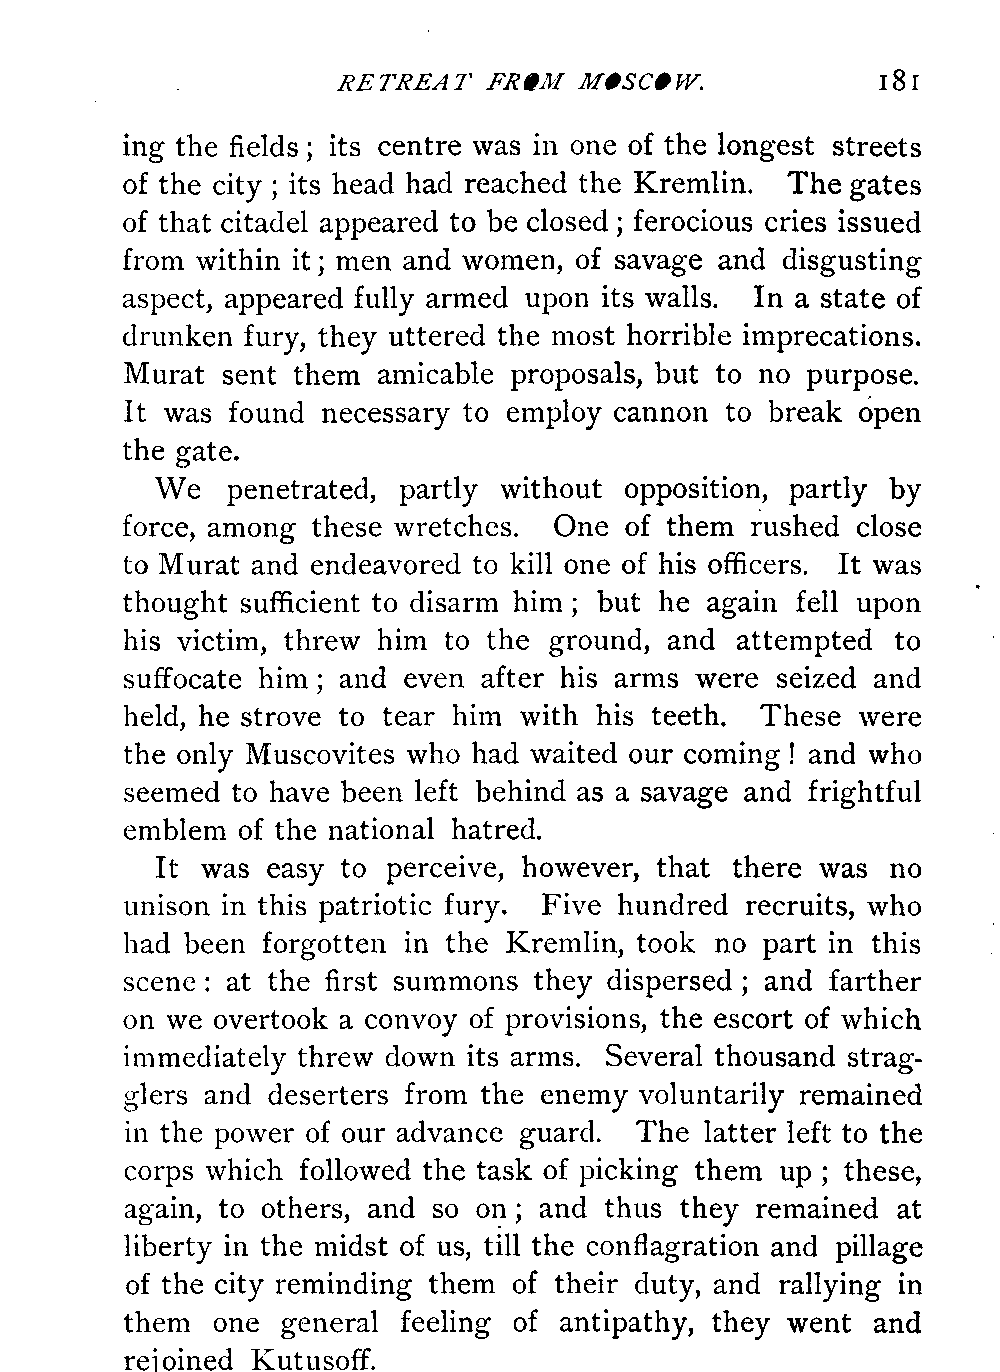 RETREAT FROM MOSCOW. 181
ing the fields ; its centre was in one of the longest streets
of the city ; its head had reached the Kremlin. The gates
of that citadel appeared to be closed ; ferocious cries issued
from within it ; men and women, of savage and disgusting
aspect, appeared fully armed upon its walls. In a state of
drunken fury, they uttered the most horrible imprecations.
Murat sent them amicable proposals, but to no purpose.
It was found necessary to employ cannon to break open
the gate.
We penetrated, partly without opposition, partly by
force, among these wretches. One of them rushed close
to Murat and endeavored to kill one of his officers. It was
thought sufficient to disarm him ; but he again fell upon
his victim, threw him to the ground, and attempted to
suffocate him ; and even after his arms were seized and
held, he strove to tear him with his teeth. These were
the only Muscovites who had waited our coming ! and who
seemed to have been left behind as a savage and frightful
emblem of the national hatred.
It was easy to perceive, however, that there was no
unison in this patriotic fury. Five hundred recruits, who
had been forgotten in the Kremlin, took no part in this
scene : at the first summons they dispersed ; and farther
on we overtook a convoy of provisions, the escort of which
immediately threw down its arms. Several thousand strag-
glers and deserters from the enemy voluntarily remained
in the power of our advance guard. The latter left to the
corps which followed the task of picking them up ; these,
again, to others, and so on ; and thus they remained at
liberty in the midst of us, till the conflagration and pillage
of the city reminding them of their duty, and rallying in
them one general feeling of antipathy, they went and
rejoined Kutusoff.